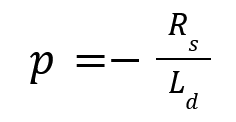 p = − R_s / L_d